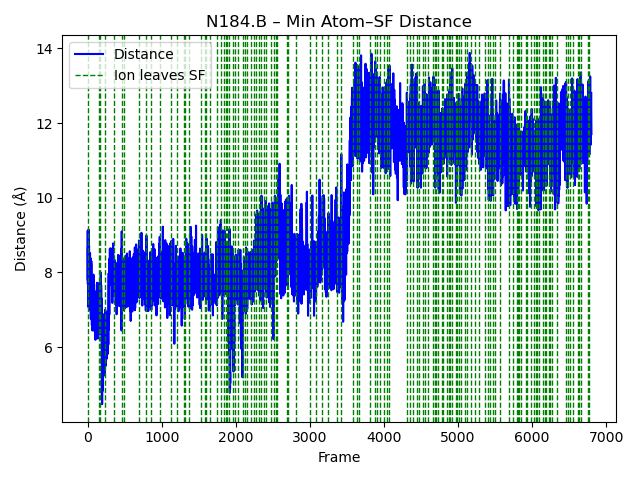 N184.B – Min Atom–SF Distance
Distance
Ion leaves SF
Distance (Å)
14
12
10
8
6
0 1000 2000 3000 4000 5000 6000 7000
Frame